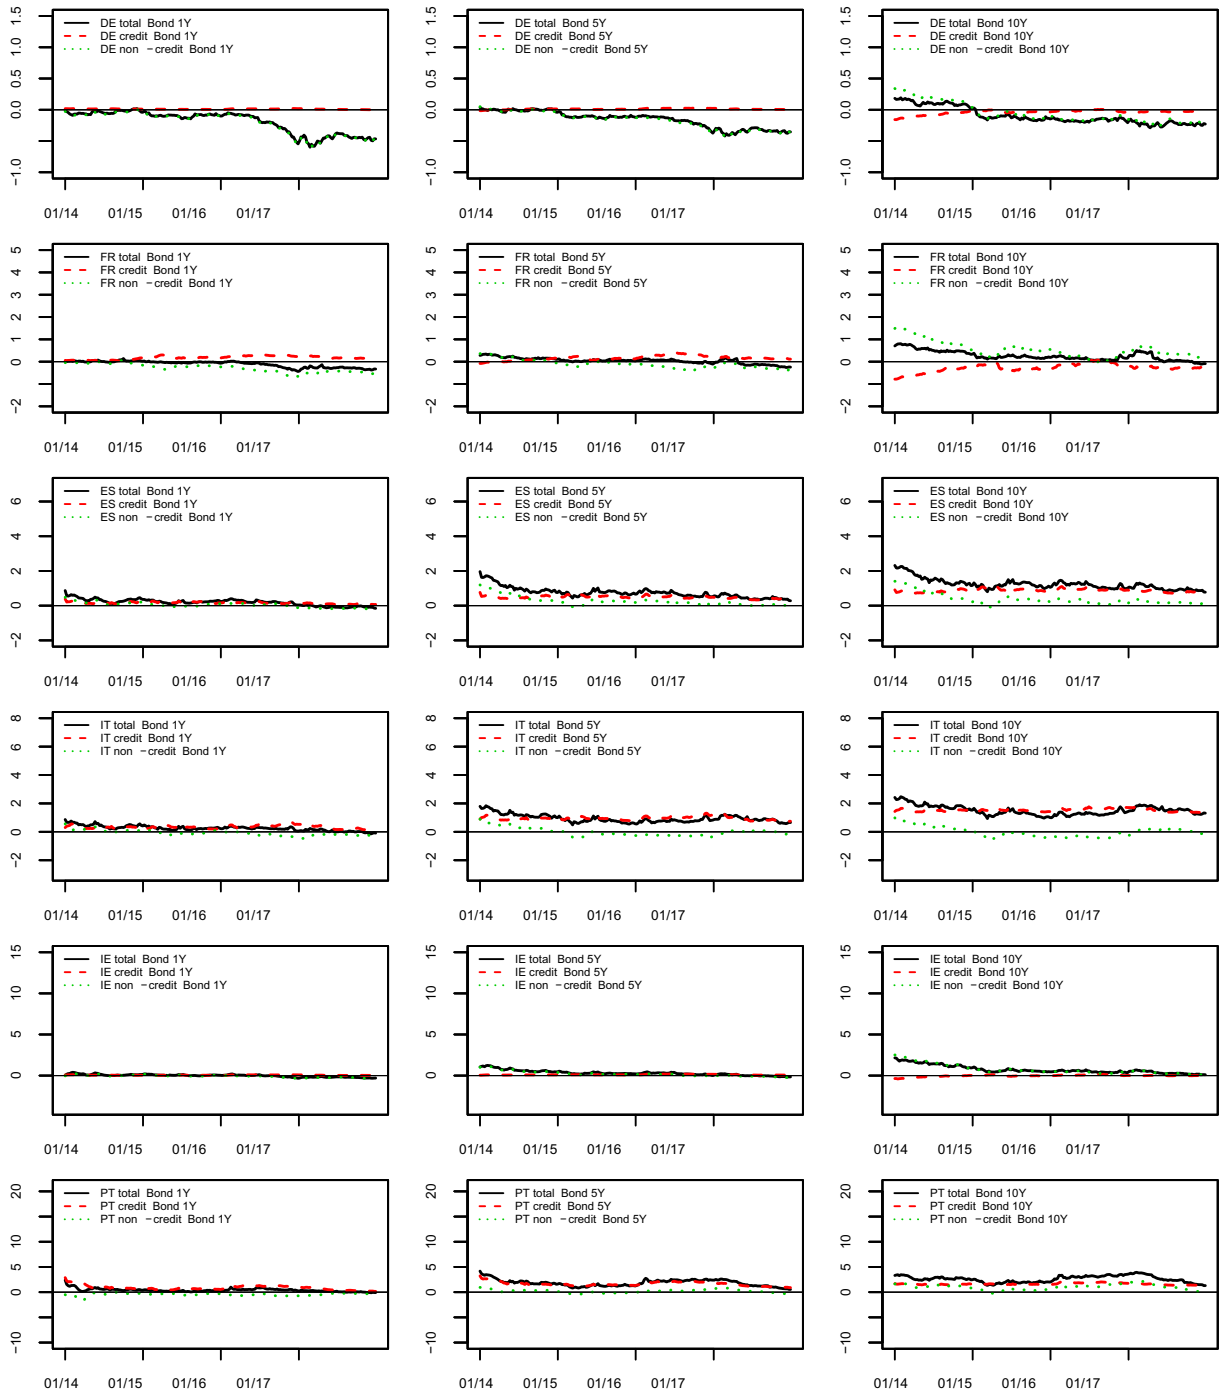 DE total Bond 1Y
DE credit Bond 1Y
DE non −credit Bond 1Y
1.5
1.0
0.5
0.0
−1.0
01/14 01/15 01/16 01/17
DE total Bond 5Y
DE credit Bond 5Y
DE non −credit Bond 5Y
1.5
1.0
0.5
0.0
−1.0
01/14 01/15 01/16 01/17
DE total Bond 10Y
DE credit Bond 10Y
DE non −credit Bond 10Y
1.5
1.0
0.5
0.0
−1.0
01/14 01/15 01/16 01/17
FR total Bond 1Y
FR credit Bond 1Y
FR non −credit Bond 1Y
5
4
3
2
1
0
−2
01/14 01/15 01/16 01/17
FR total Bond 5Y
FR credit Bond 5Y
FR non −credit Bond 5Y
5
4
3
2
1
0
−2
01/14 01/15 01/16 01/17
FR total Bond 10Y
FR credit Bond 10Y
FR non −credit Bond 10Y
5
4
3
2
1
0
−2
01/14 01/15 01/16 01/17
ES total Bond 1Y
ES credit Bond 1Y
ES non −credit Bond 1Y
6
4
2
0
−2
01/14 01/15 01/16 01/17
ES total Bond 5Y
ES credit Bond 5Y
ES non −credit Bond 5Y
6
4
2
0
−2
01/14 01/15 01/16 01/17
ES total Bond 10Y
ES credit Bond 10Y
ES non −credit Bond 10Y
6
4
2
0
−2
01/14 01/15 01/16 01/17
IT total Bond 1Y
IT credit Bond 1Y
IT non −credit Bond 1Y
8
6
4
2
0
−2
01/14 01/15 01/16 01/17
IT total Bond 5Y
IT credit Bond 5Y
IT non −credit Bond 5Y
8
6
4
2
0
−2
01/14 01/15 01/16 01/17
IT total Bond 10Y
IT credit Bond 10Y
IT non −credit Bond 10Y
8
6
4
2
0
−2
01/14 01/15 01/16 01/17
IE total Bond 1Y
IE credit Bond 1Y
IE non −credit Bond 1Y
15
10
5
0
01/14 01/15 01/16 01/17
IE total Bond 5Y
IE credit Bond 5Y
IE non −credit Bond 5Y
15
10
5
0
01/14 01/15 01/16 01/17
IE total Bond 10Y
IE credit Bond 10Y
IE non −credit Bond 10Y
15
10
5
0
01/14 01/15 01/16 01/17
PT total Bond 1Y
PT credit Bond 1Y
PT non −credit Bond 1Y
20
10
5
0
−10
01/14 01/15 01/16 01/17
PT total Bond 5Y
PT credit Bond 5Y
PT non −credit Bond 5Y
20
10
5
0
−10
01/14 01/15 01/16 01/17
PT total Bond 10Y
PT credit Bond 10Y
PT non −credit Bond 10Y
20
10
5
0
−10
01/14 01/15 01/16 01/17